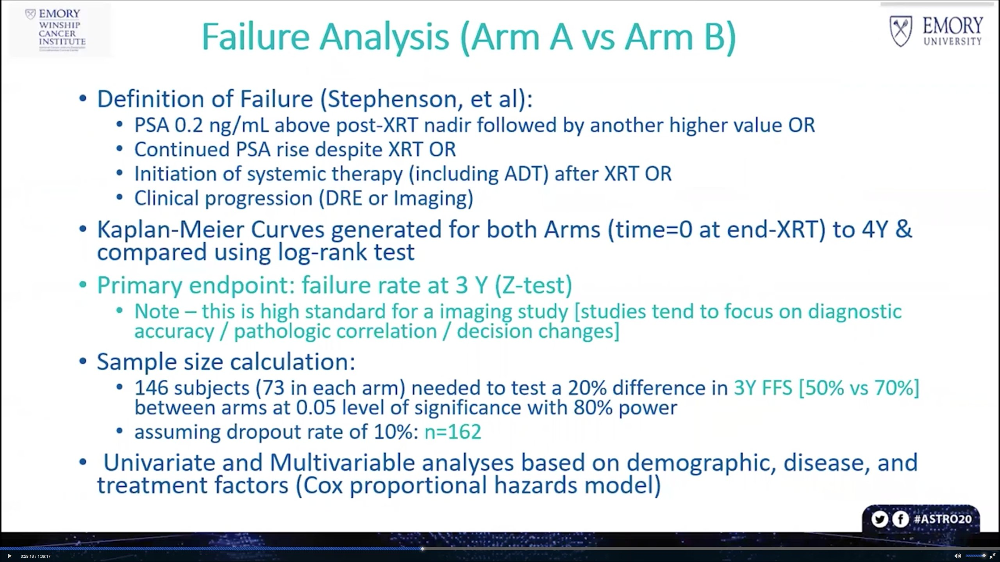 EMORY
WINSHIP
CANCER
INSTITUTE
Failure Analysis (Arm A vs Arm B)
EMORY
UNIVERSITY
• Definition of Failure (Stephenson, et al):
• PSA 0.2 ng/mL above post-XRT nadir followed by another higher value OR
• Continued PSA rise despite XRT OR
• Initiation of systemic therapy (including ADT) after XRT OR
• Clinical progression (DRE or Imaging)
• Kaplan-Meier Curves generated for both Arms (time=0 at end-XRT) to 4Y &
compared using log-rank test
• Primary endpoint: failure rate at 3 Y (Z-test)
• Note – this is high standard for a imaging study [studies tend to focus on diagnostic
accuracy / pathologic correlation / decision changes]
• Sample size calculation:
• 146 subjects (73 in each arm) needed to test a 20% difference in 3Y FFS [50% vs 70%]
between arms at 0.05 level of significance with 80% power
• assuming dropout rate of 10%: n=162
• Univariate and Multivariable analyses based on demographic, disease, and
treatment factors (Cox proportional hazards model)
#ASTRO20
0:29:18 / 1:09:17